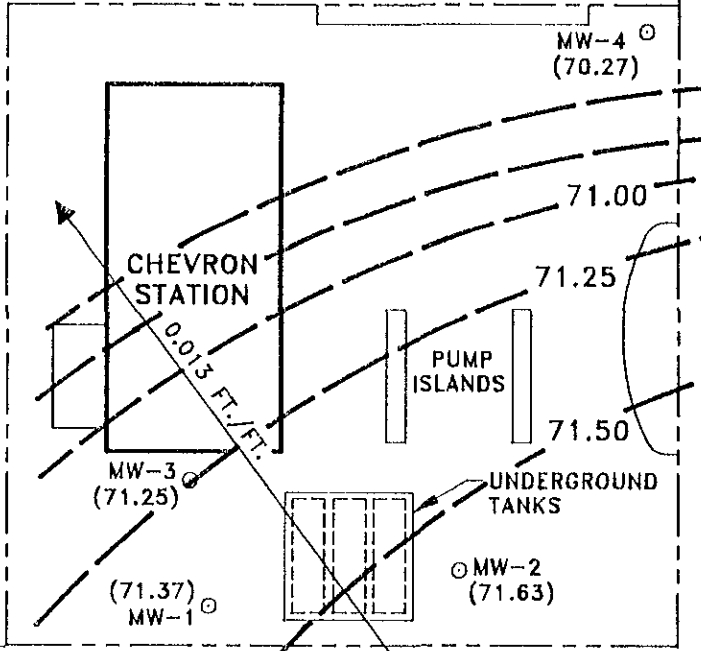 MW-4
(70.27)
71.00
CHEVRON
STATION
71.25
0.013 FT./FT.
PUMP
ISLANDS
71.50
MW-3
(71.25)
UNDERGROUND
TANKS
MW-2
(71.63)
(71.37)
MW-1